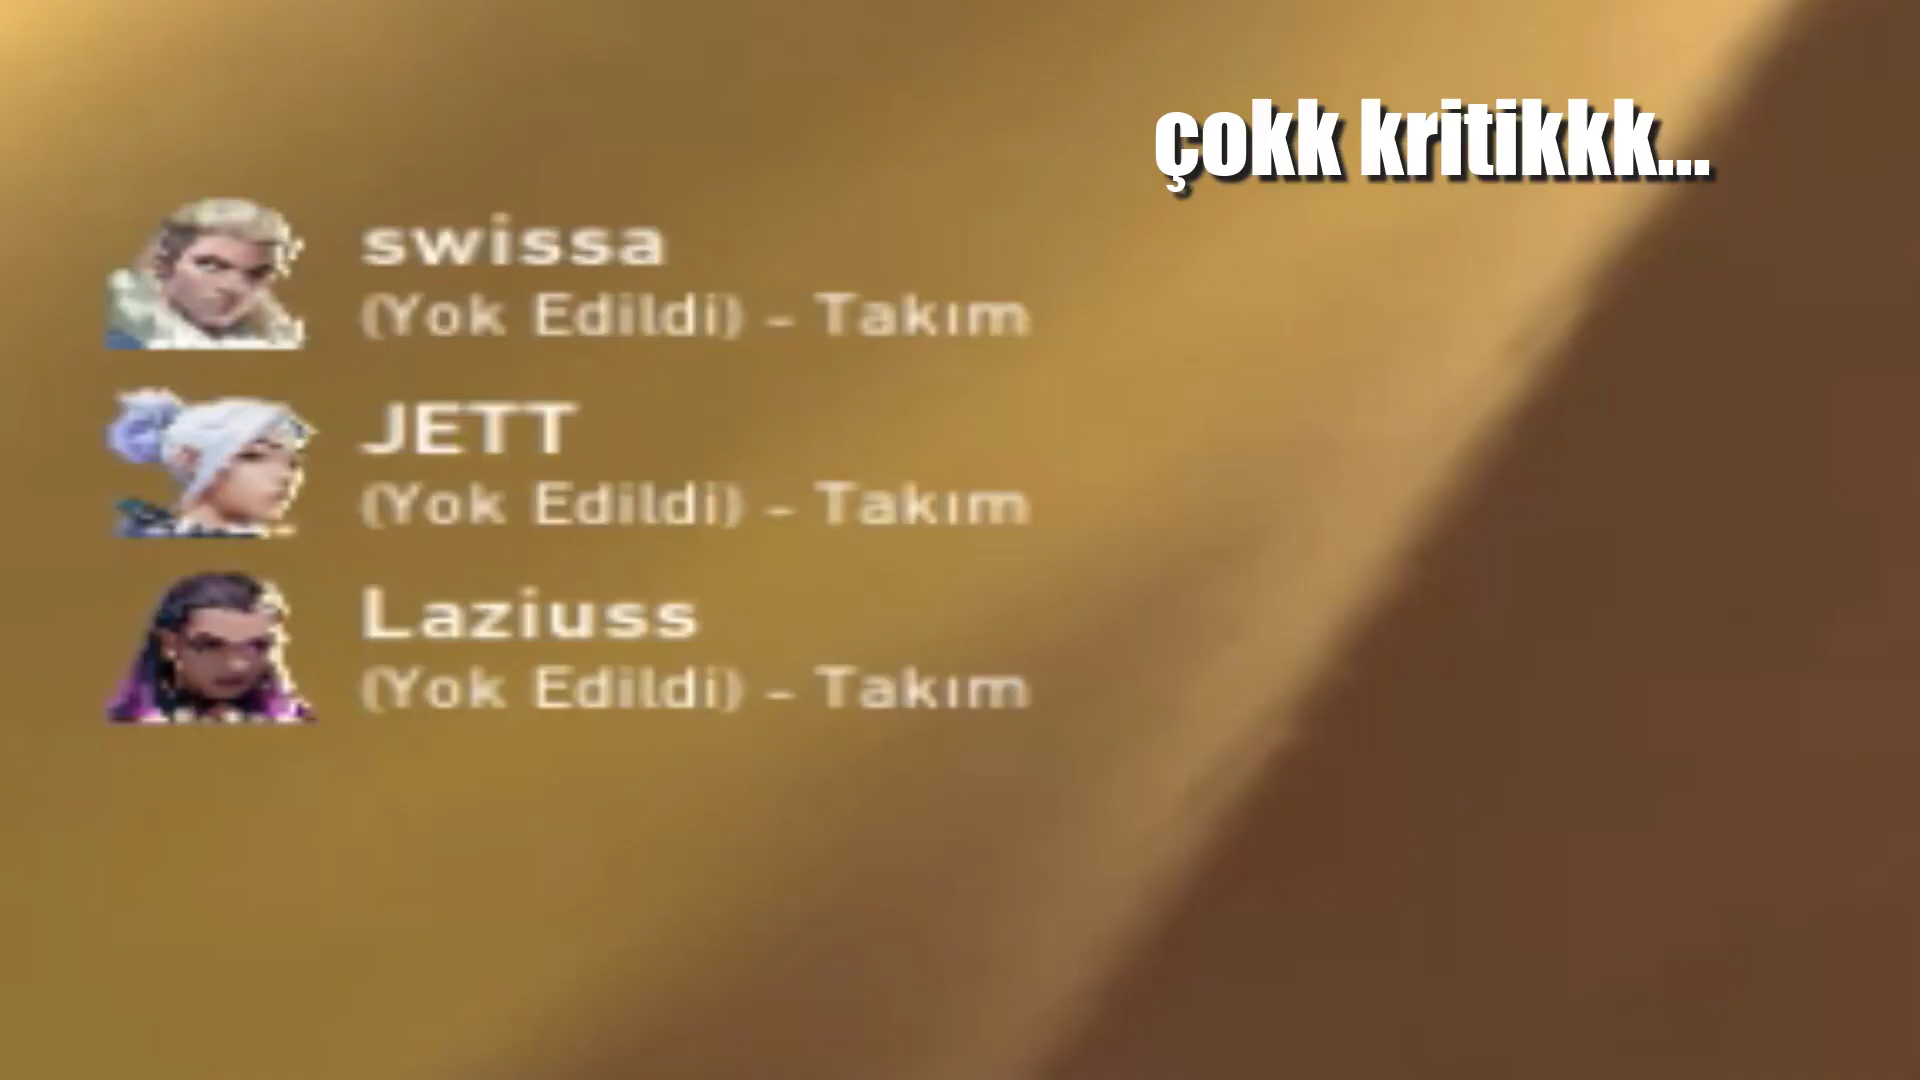 çokk kritikkk...
swissa
(Yok Edildi) - Takım
JETT
(Yok Edildi) - Takım
Laziuss
(Yok Edildi) - Takım